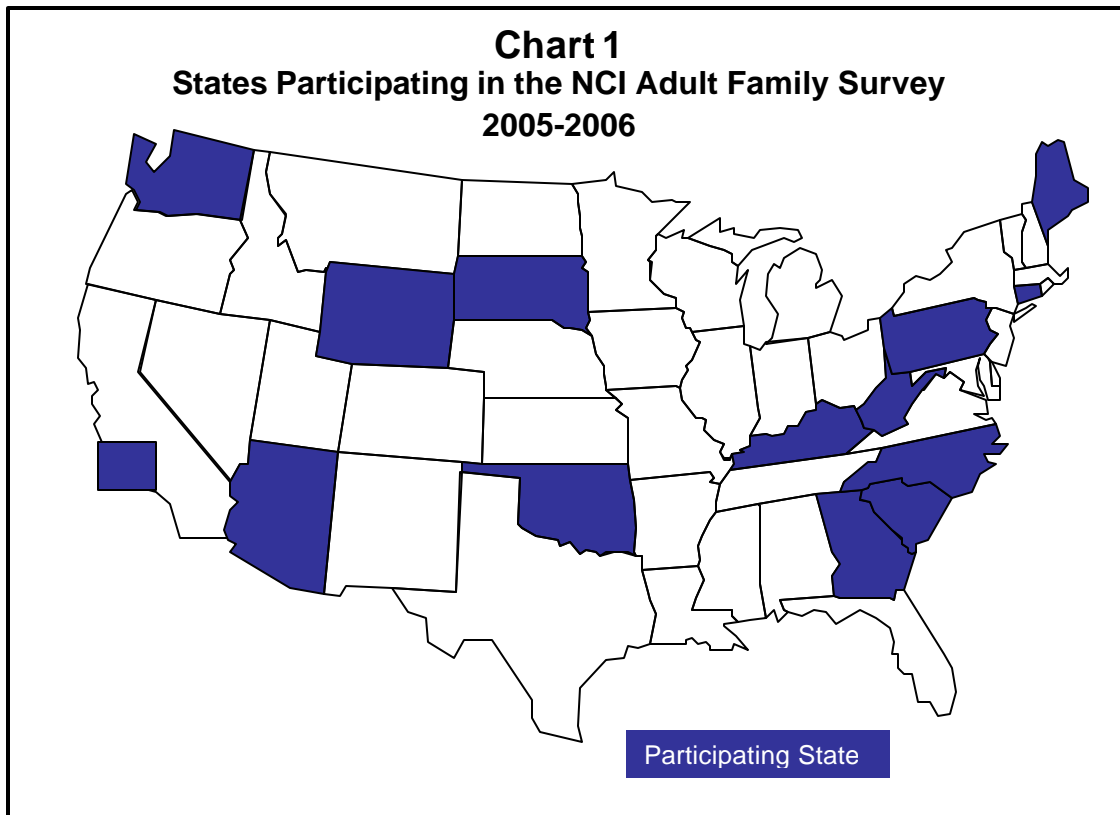 Chart 1
States Participating in the NCI Adult Family Survey
2005-2006
Participating State